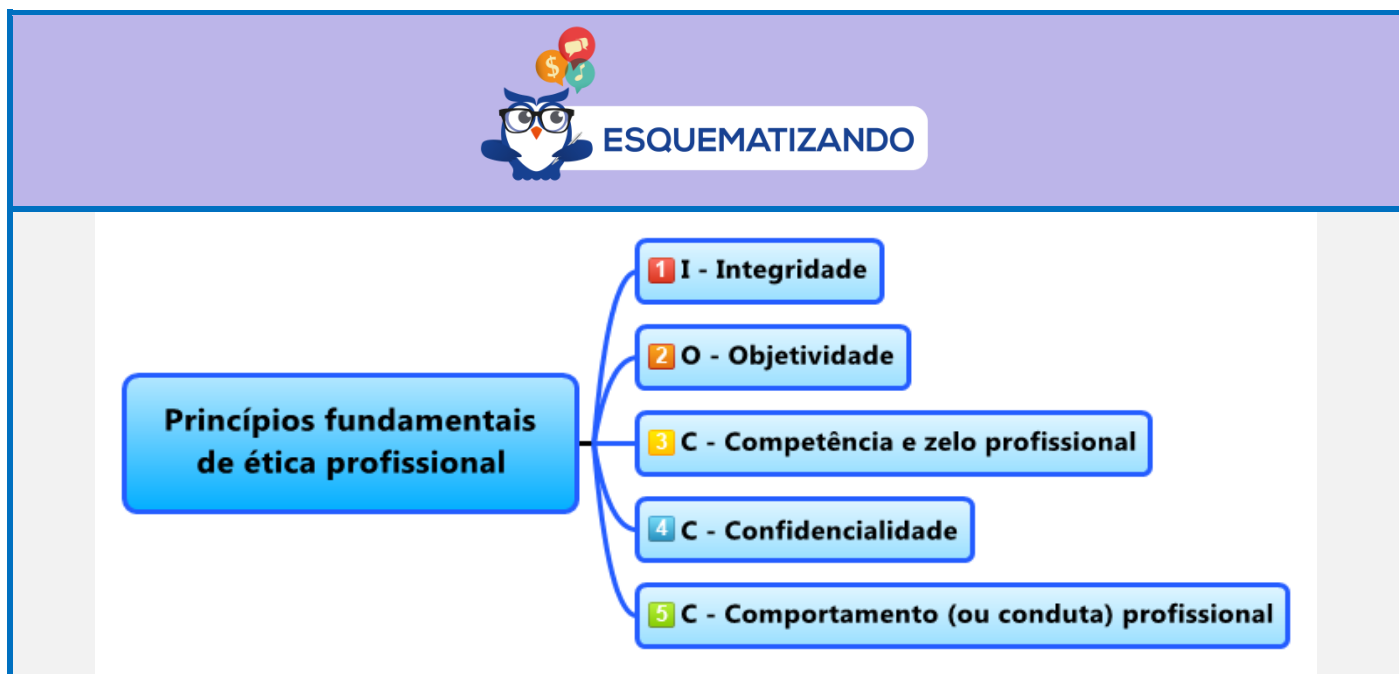 $
ESQUEMATIZANDO
1 I - Integridade
2 O - Objetividade
Princípios fundamentais
de ética profissional
3 C - Competência e zelo profissional
4 C - Confidencialidade
5 C - Comportamento (ou conduta) profissional